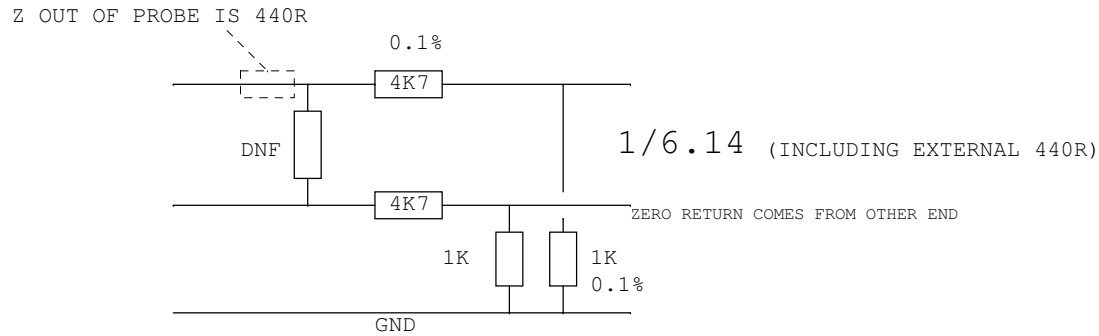 Z OUT OF PROBE IS 440R
0.1%
4K7
DNF
1/6.14 (INCLUDING EXTERNAL 440R)
4K7
ZERO RETURN COMES FROM OTHER END
1K
1K
0.1%
GND